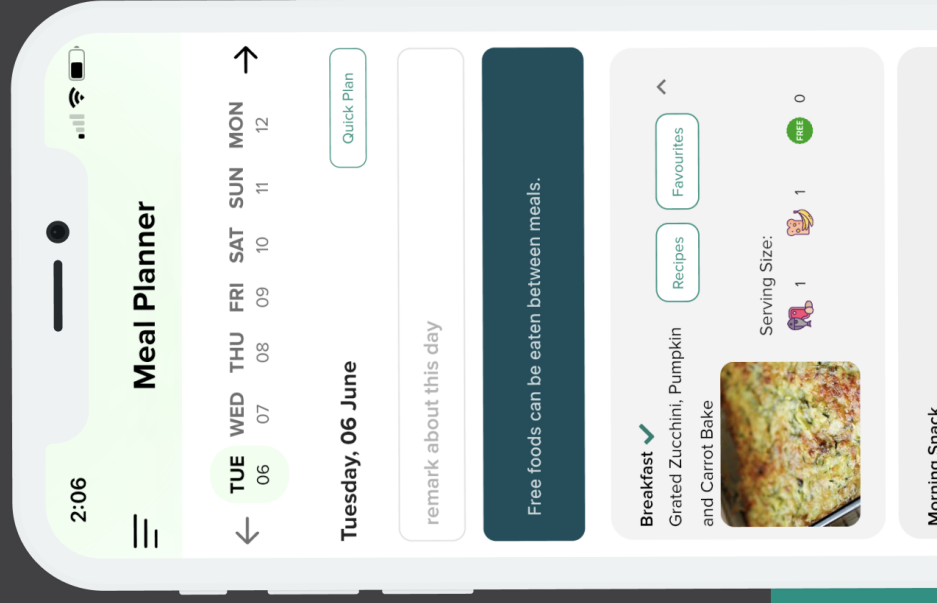 2:06
Meal Planner
TUE WED THU FRI SAT SUN MON
06 07 08 09 10 11 12
Tuesday, 06 June
Quick Plan
remark about this day
Free foods can be eaten between meals.
Breakfast
Recipes
Favourites
Grated Zucchini, Pumpkin
and Carrot Bake
Serving Size:
1 1 FREE 0
Morning Snack